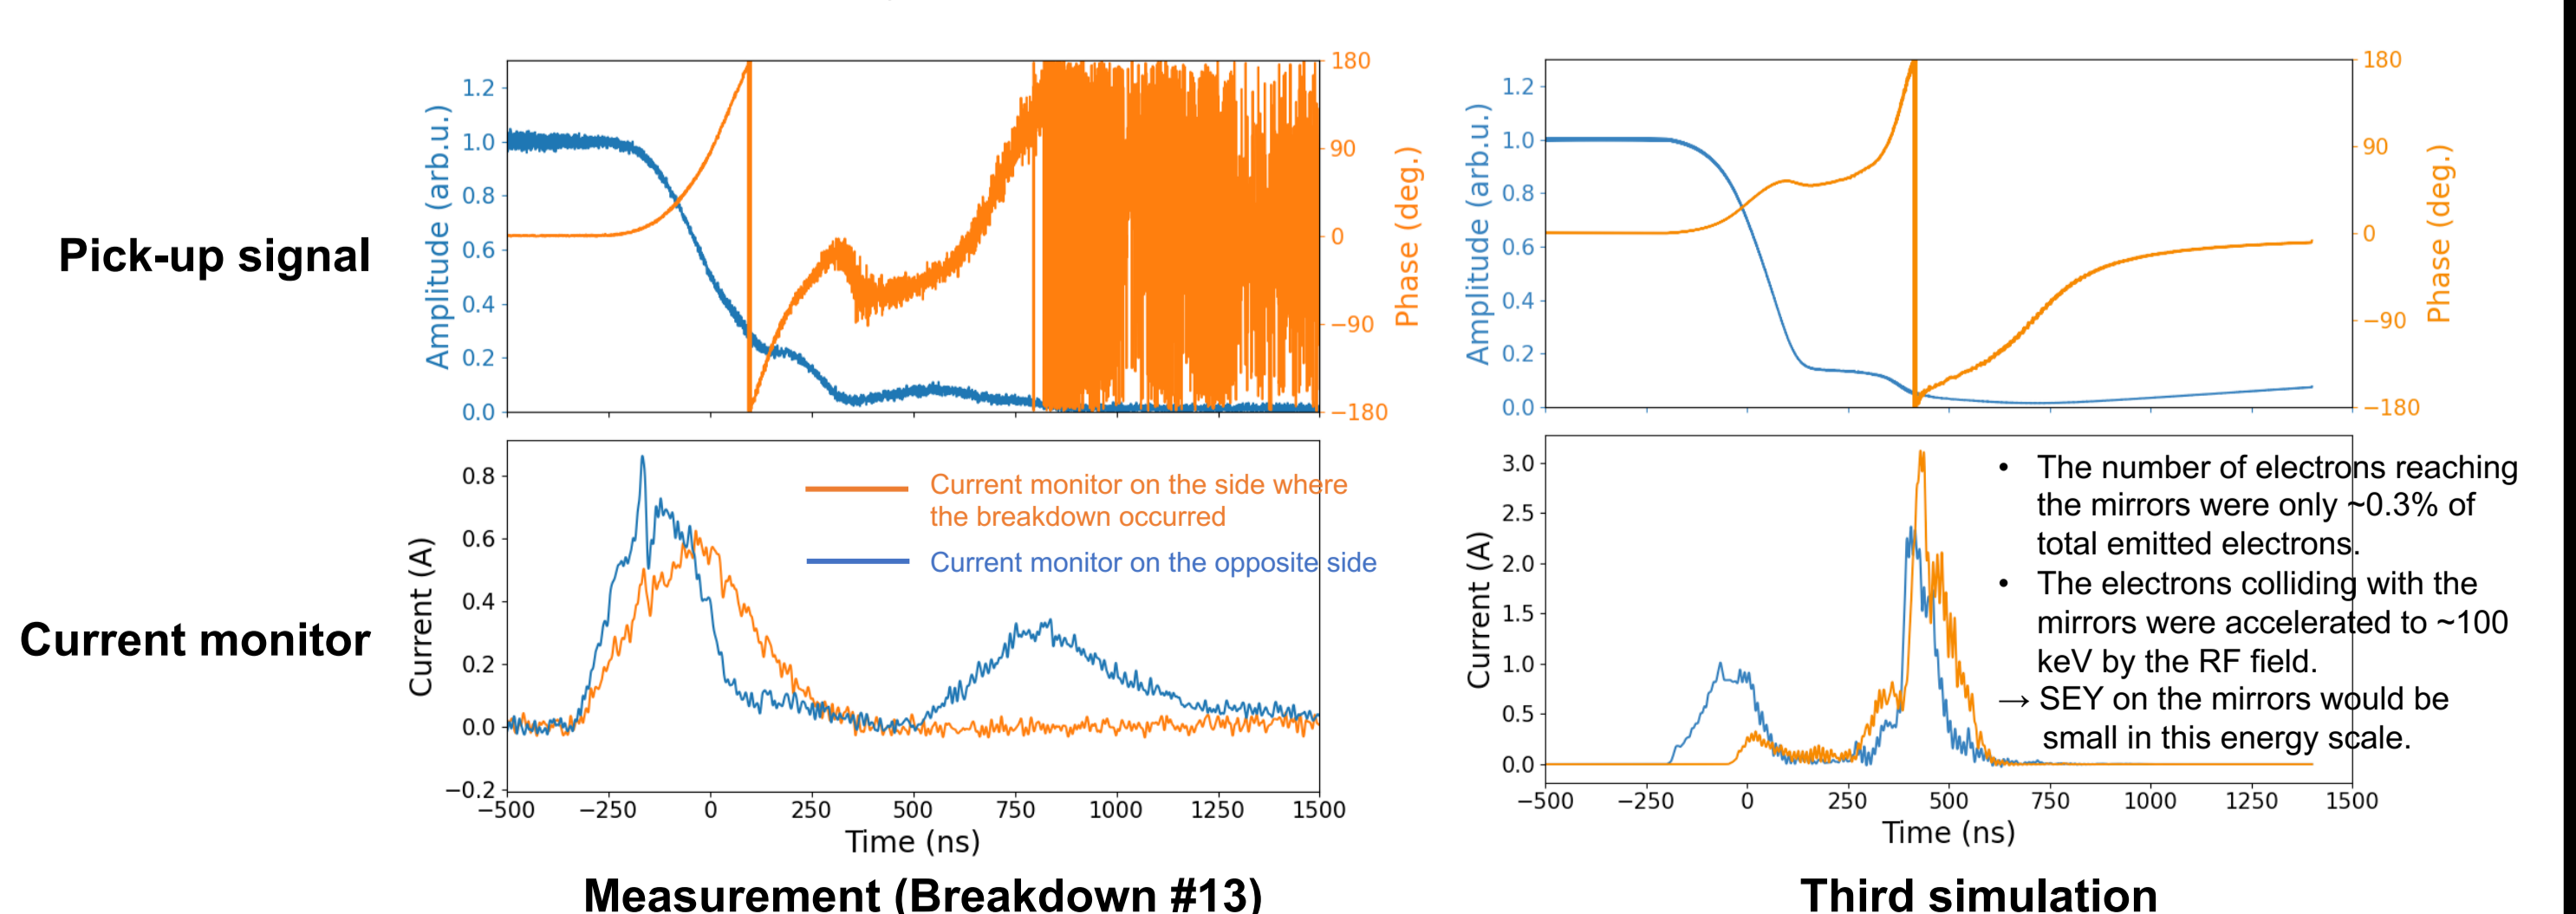 Pick-up signal
Amplitude (arb.u.)
1.2
1.0
0.8
0.6
0.4
0.2
0.0
180
90
0
−90
−180
Phase (deg.)
Amplitude (arb.u.)
1.2
1.0
0.8
0.6
0.4
0.2
0.0
180
90
0
−90
−180
Phase (deg.)
Current monitor
Current (A)
0.8
0.6
0.4
0.2
0.0
−0.2
Current monitor on the side where
the breakdown occurred
Current monitor on the opposite side
−500 −250 0 250 500 750 1000 1250 1500
Time (ns)
Measurement (Breakdown #13)
Current (A)
3.0
2.5
2.0
1.5
1.0
0.5
0.0
• The number of electrons reaching
the mirrors were only ~0.3% of
total emitted electrons.
• The electrons colliding with the
mirrors were accelerated to ~100
keV by the RF field.
→ SEY on the mirrors would be
small in this energy scale.
−500 −250 0 250 500 750 1000 1250 1500
Time (ns)
Third simulation